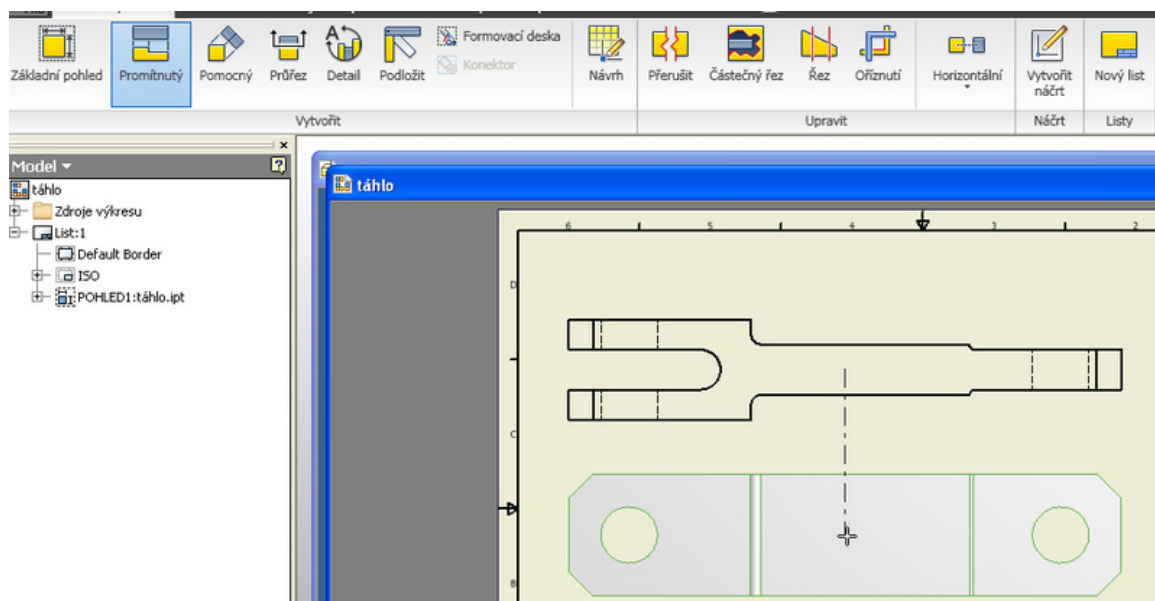 Základní pohled
Promítnutý
Pomocný
Průřez
Detail
Podložit
Formovací deska
Konektor
Návrh
Přerušit
Částečný řez
Řez
Oříznutí
Horizontální
Vytvořit
náčrt
Nový list
Vytvořit
Upravit
Náčrt
Listy
Model
táhlo
Zdroje výkresu
List:1
Default Border
ISO
POHLED1:táhlo.ipt
táhlo
6 5 4 3 2
D
C
B